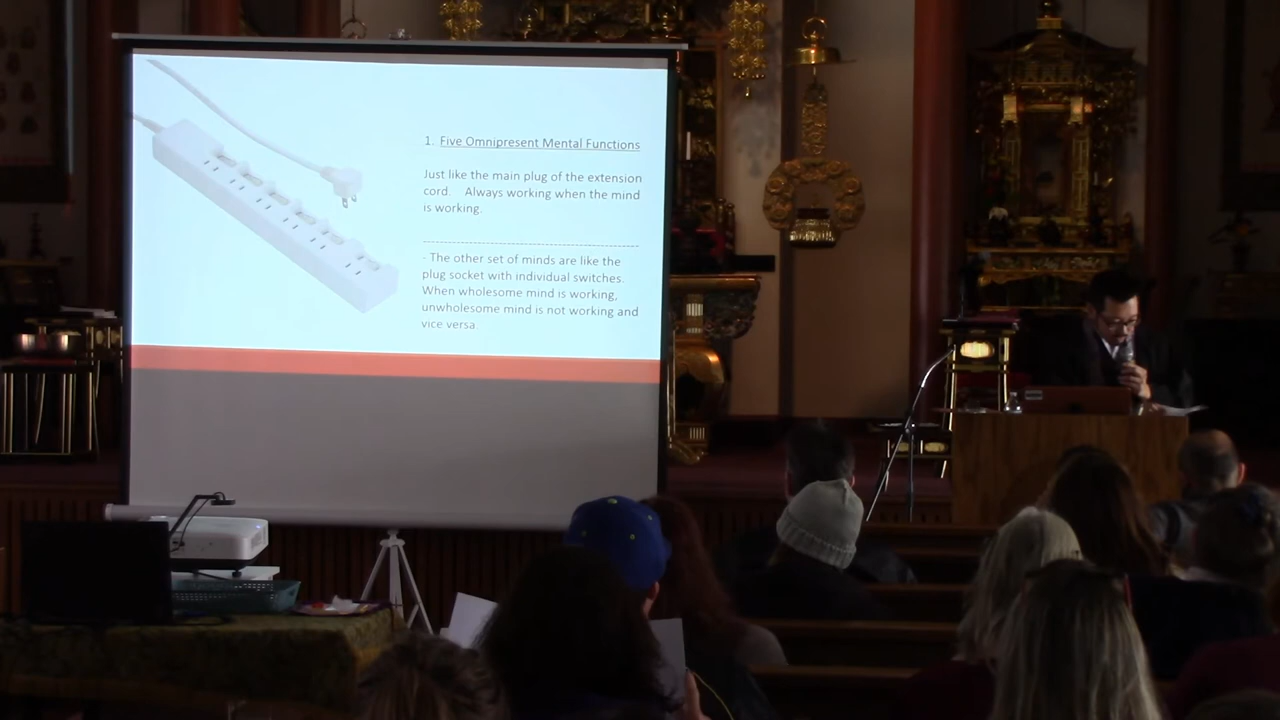 1. Five Omnipresent Mental Functions
Just like the main plug of the extension
cord. Always working when the mind
is working.
--------------------------------------------------------
- The other set of minds are like the
plug socket with individual switches.
When wholesome mind is working,
unwholesome mind is not working and
vice versa.